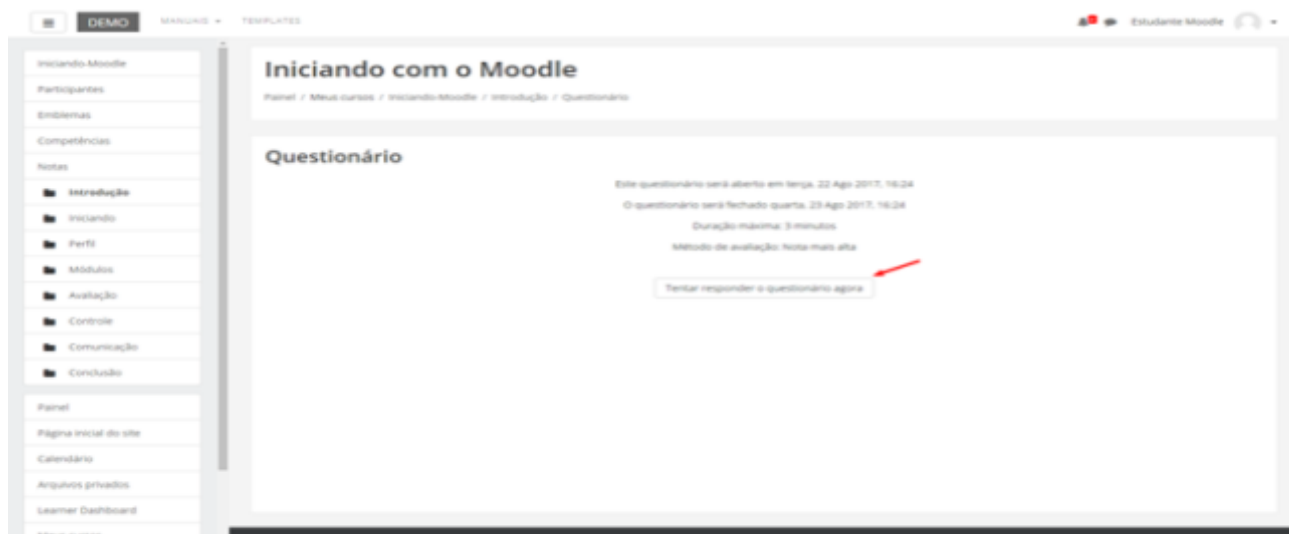 DEMO MANUAIS TEMPLATES Estudante Moodle
Iniciando-Moodle
Participantes
Emblemas
Competências
Notas
Introdução
Iniciando
Perfil
Módulos
Avaliação
Controle
Comunicação
Conclusão
Painel
Página inicial do site
Calendário
Arquivos privados
Learner Dashboard
Iniciando com o Moodle
Painel / Meus cursos / Iniciando-Moodle / Introdução / Questionário
Questionário
Este questionário será aberto em terça, 22 Ago 2017, 16:24
O questionário será fechado quarta, 23 Ago 2017, 16:24
Duração máxima: 3 minutos
Método de avaliação: Nota mais alta
Tentar responder o questionário agora